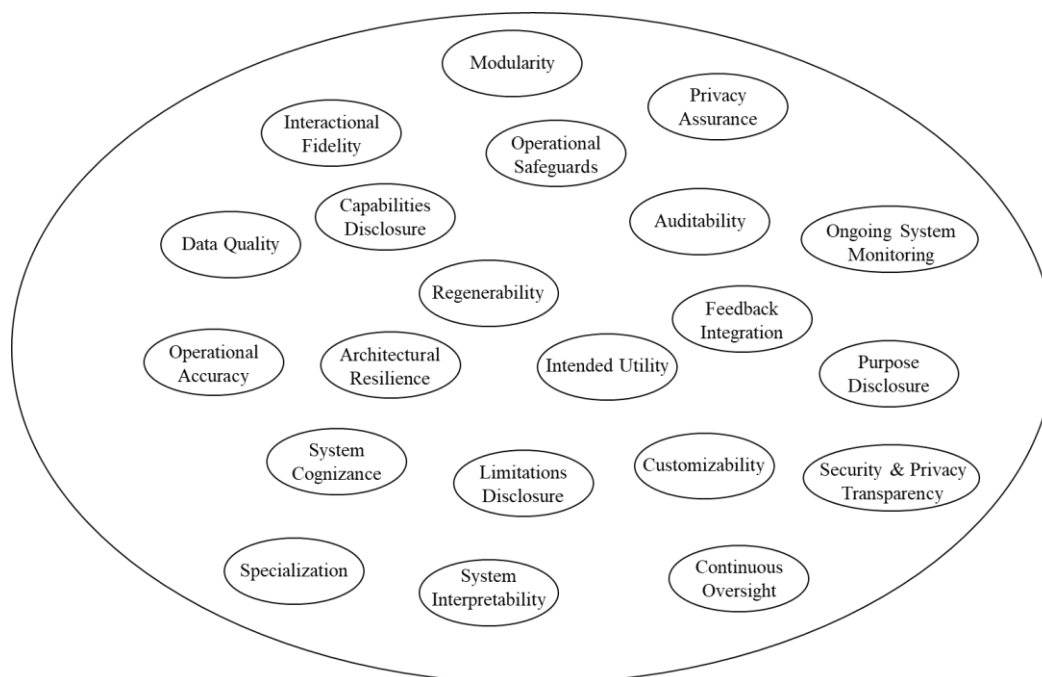 Modularity
Privacy
Assurance
Interactional
Fidelity
Operational
Safeguards
Capabilities
Disclosure
Auditability
Data Quality
Ongoing System
Monitoring
Regenerability
Feedback
Integration
Operational
Accuracy
Architectural
Resilience
Intended Utility
Purpose
Disclosure
System
Cognizance
Limitations
Disclosure
Customizability
Security & Privacy
Transparency
Specialization
System
Interpretability
Continuous
Oversight